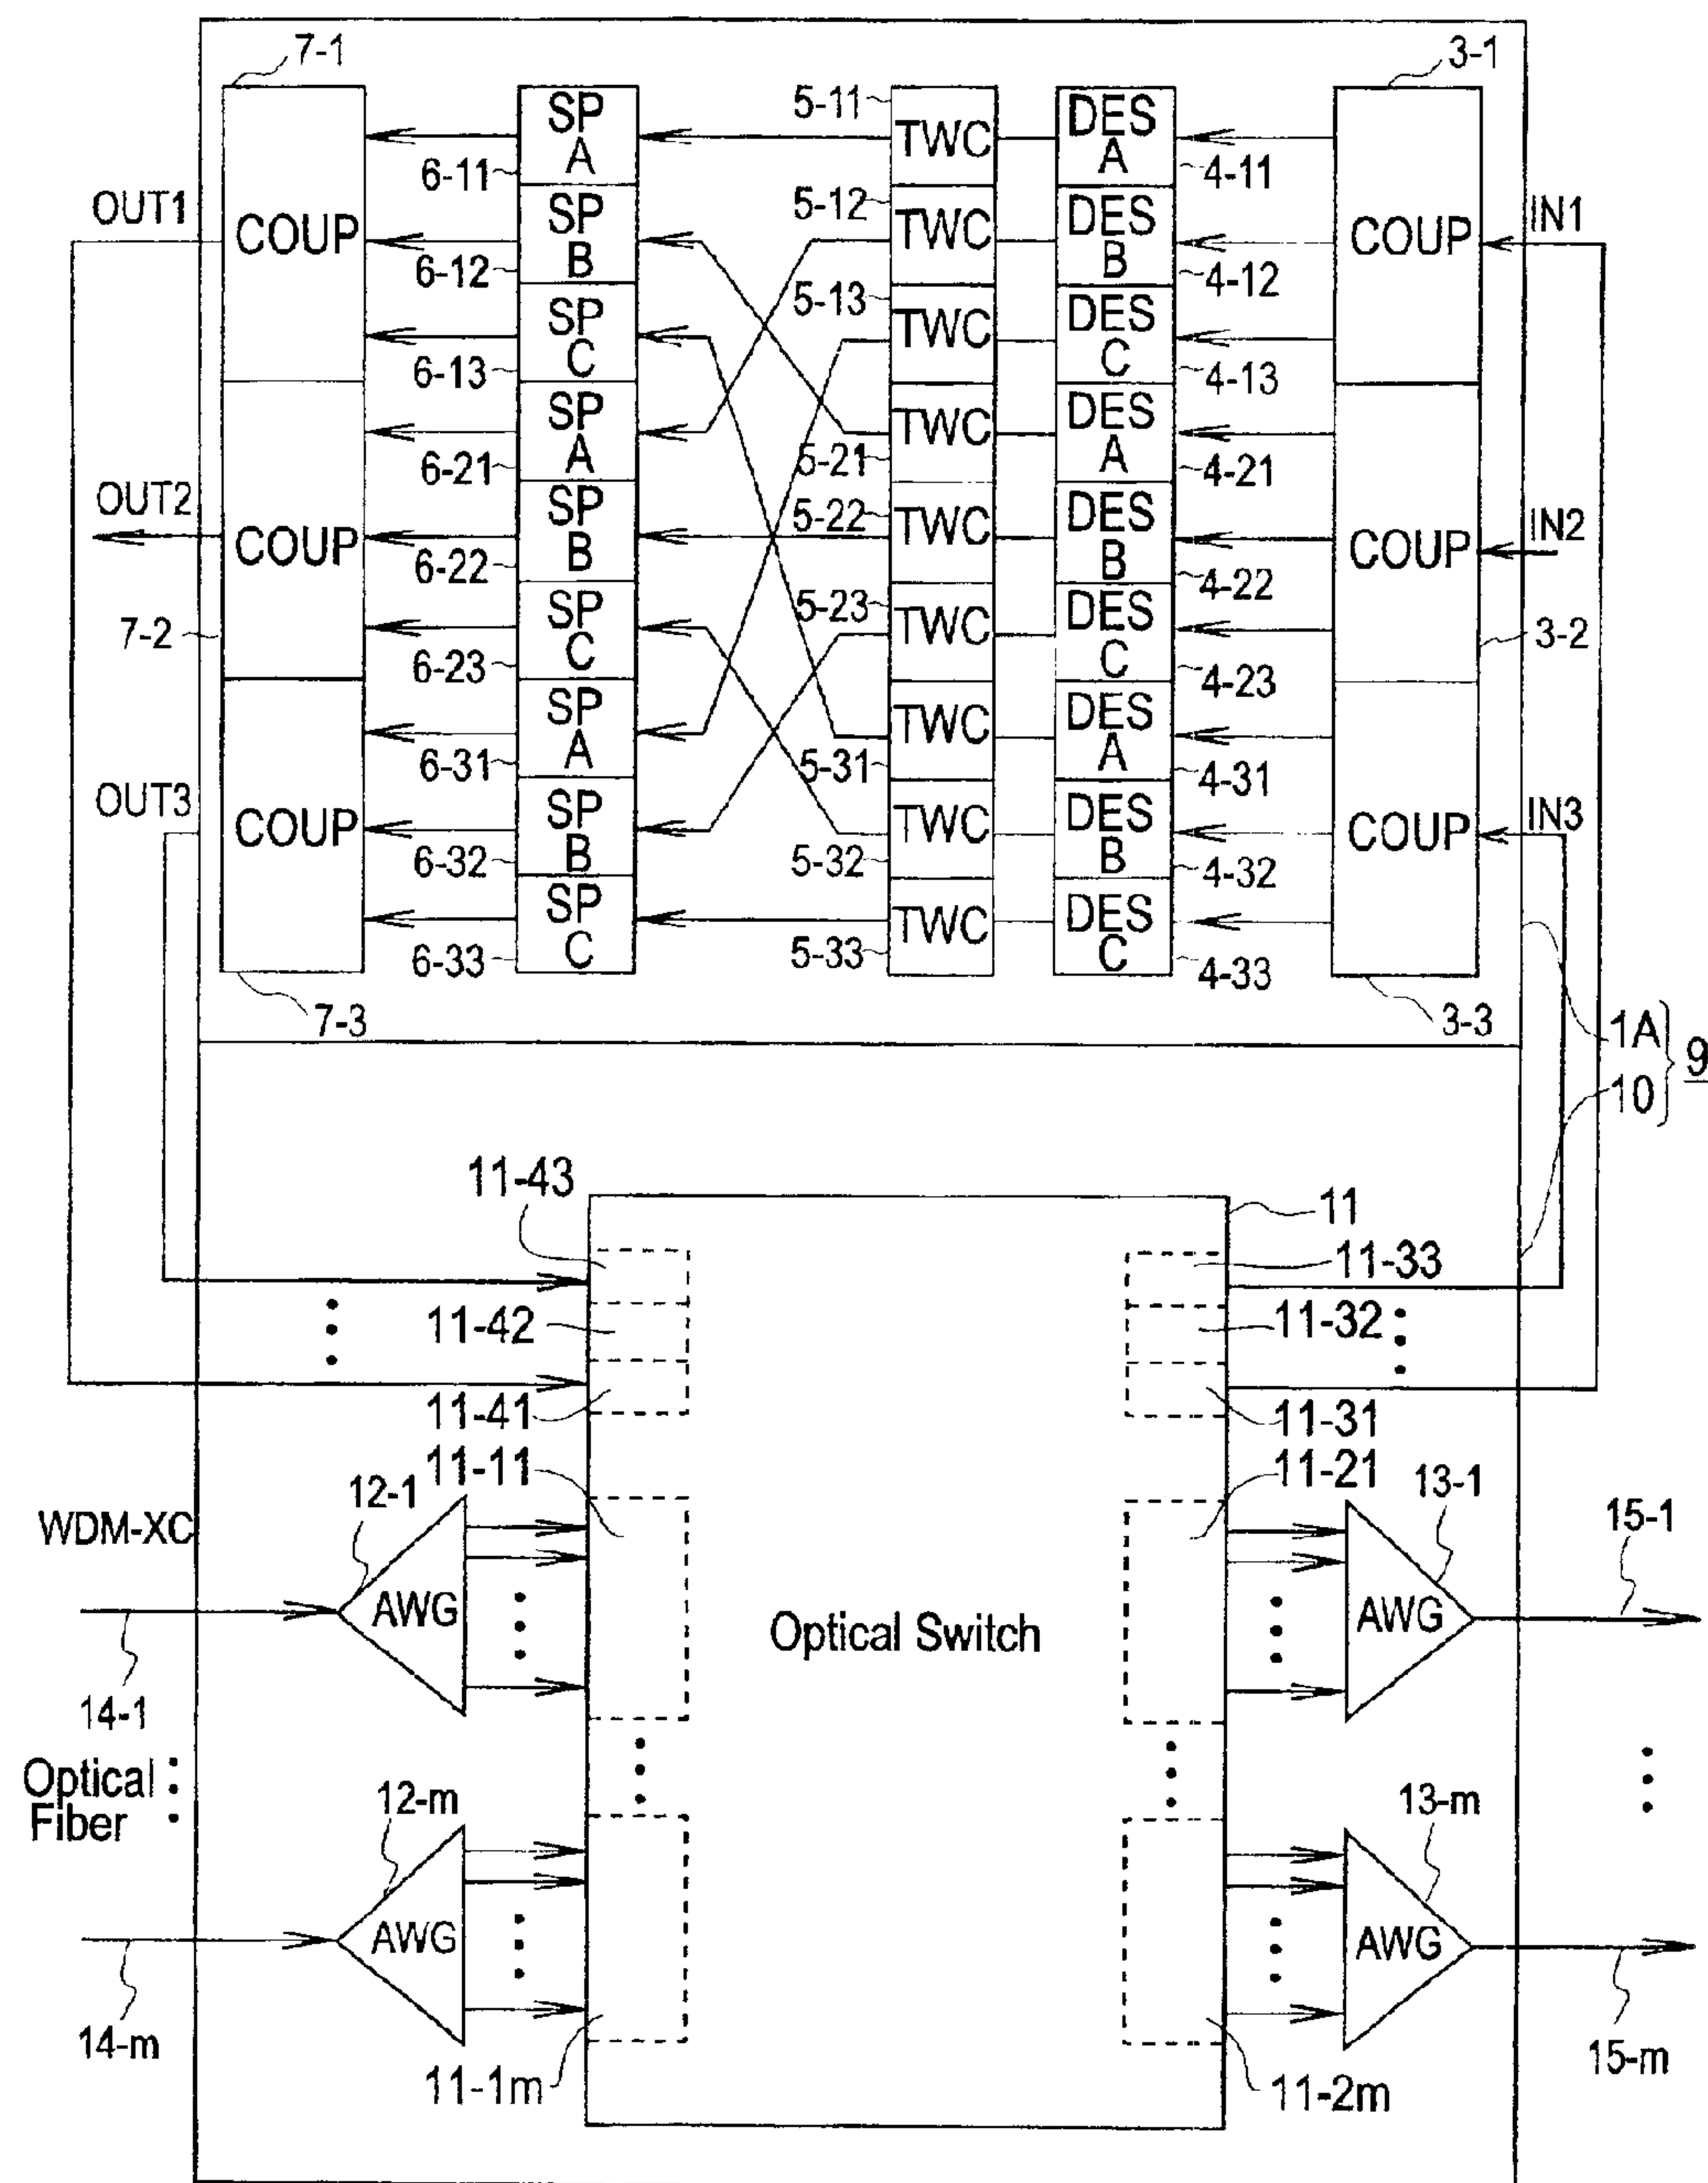 7-1
3-1
SP
A
5-11
TWC
DES
A
6-11
4-11
OUT1
COUP
SP
B
5-12
TWC
DES
B
COUP
IN1
6-12
4-12
SP
C
5-13
TWC
DES
C
6-13
4-13
SP
A
TWC
DES
A
6-21
5-21
4-21
OUT2
COUP
SP
B
5-22
TWC
DES
B
COUP
IN2
6-22
4-22
7-2
SP
C
5-23
TWC
DES
C
3-2
6-23
4-23
SP
A
TWC
DES
A
6-31
5-31
4-31
OUT3
COUP
SP
B
TWC
DES
B
COUP
IN3
6-32
5-32
4-32
SP
C
TWC
DES
C
6-33
5-33
4-33
7-3
3-3
1A
10
9
11-43
11
11-33
11-42
11-32
11-41
11-31
11-11
11-21
WDM-XC
12-1
13-1
15-1
AWG
Optical Switch
AWG
14-1
Optical
Fiber
12-m
13-m
AWG
AWG
14-m
15-m
11-1m
11-2m